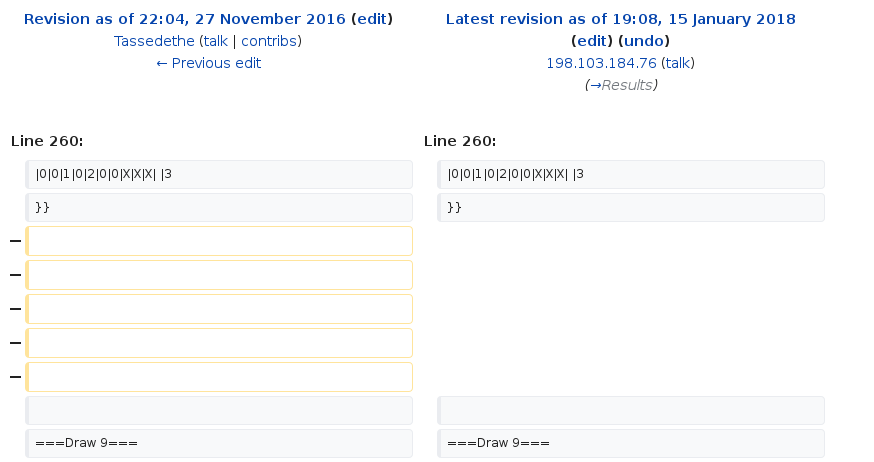 Revision as of 22:04, 27 November 2016 (edit)
Tassedethe (talk | contribs)
← Previous edit
Latest revision as of 19:08, 15 January 2018
(edit) (undo)
198.103.184.76 (talk)
(→Results)
Line 260:
Line 260:
|0|0|1|0|2|0|0|X|X|X| |3
|0|0|1|0|2|0|0|X|X|X| |3
}}
}}
−
−
−
−
−
===Draw 9===
===Draw 9===